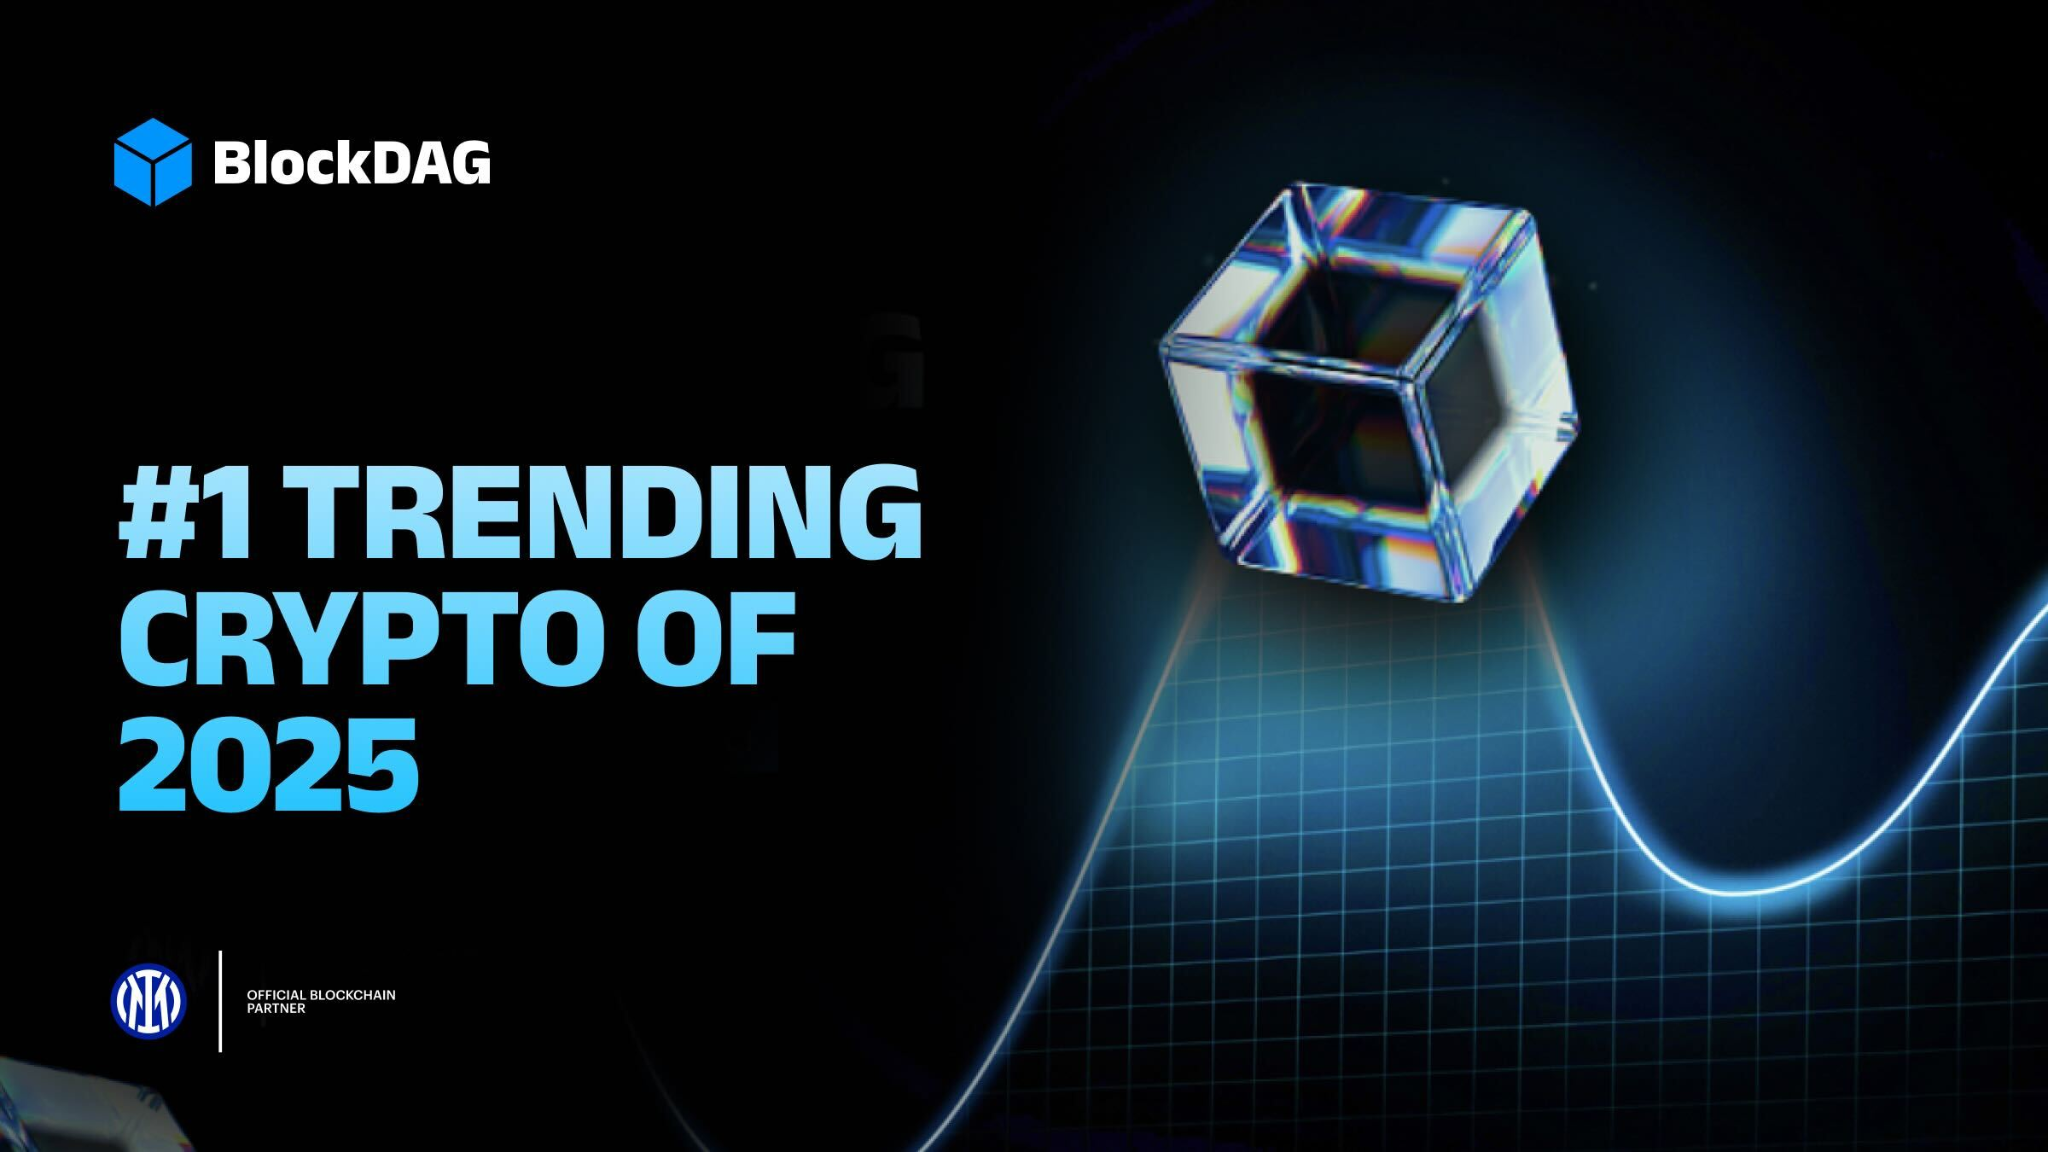 BlockDAG
#1 TRENDING
CRYPTO OF
2025
OFFICIAL BLOCKCHAIN
PARTNER